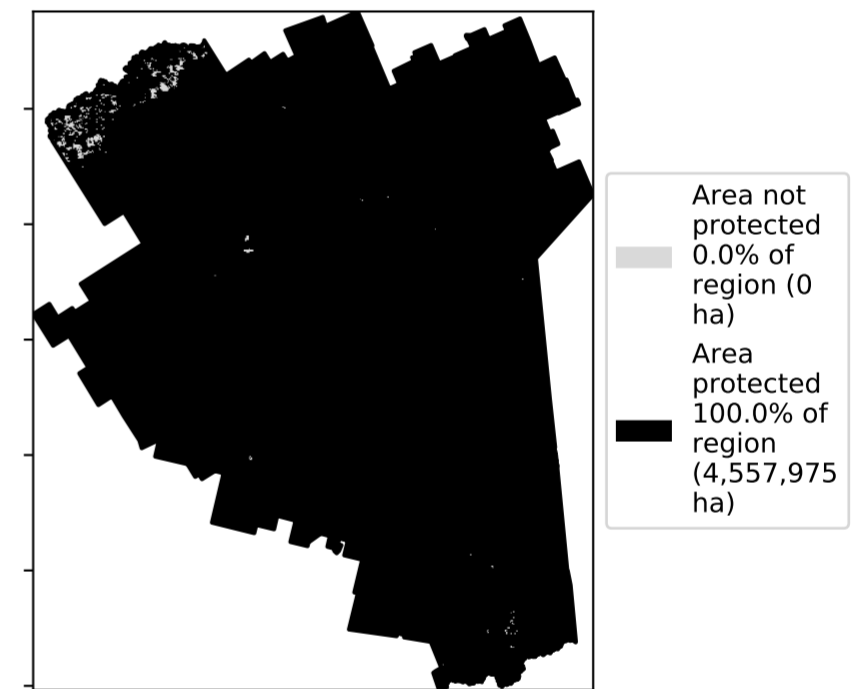 Area not
protected
0.0% of
region (0
ha)
Area
protected
100.0% of
region
(4,557,975
ha)